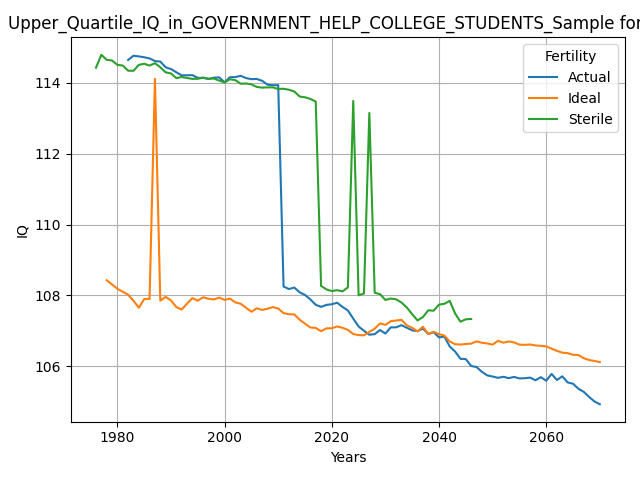 Upper_Quartile_IQ_in_GOVERNMENT_HELP_COLLEGE_STUDENTS_Sample for
Fertility
Actual
Ideal
Sterile
114
112
110
108
106
IQ
1980
2000
2020
2040
2060
Years